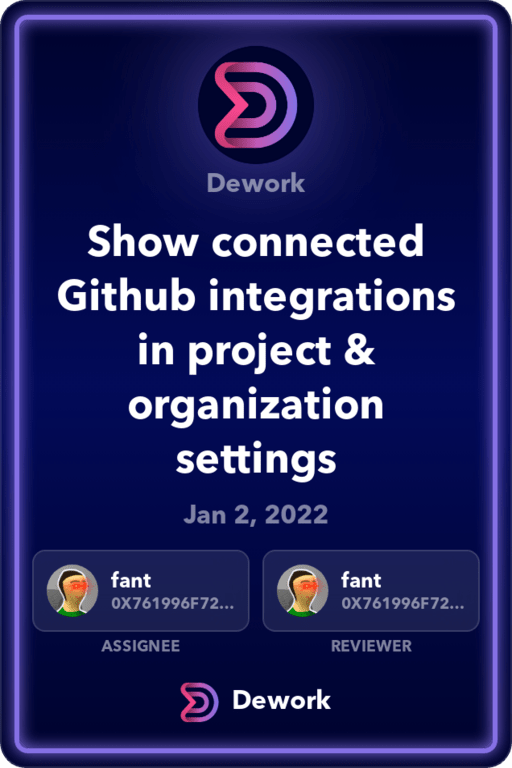 Dework
Show connected
Github integrations
in project &
organization
settings
Jan 2, 2022
fant
0X761996F72...
ASSIGNEE
fant
0X761996F72...
REVIEWER
Dework